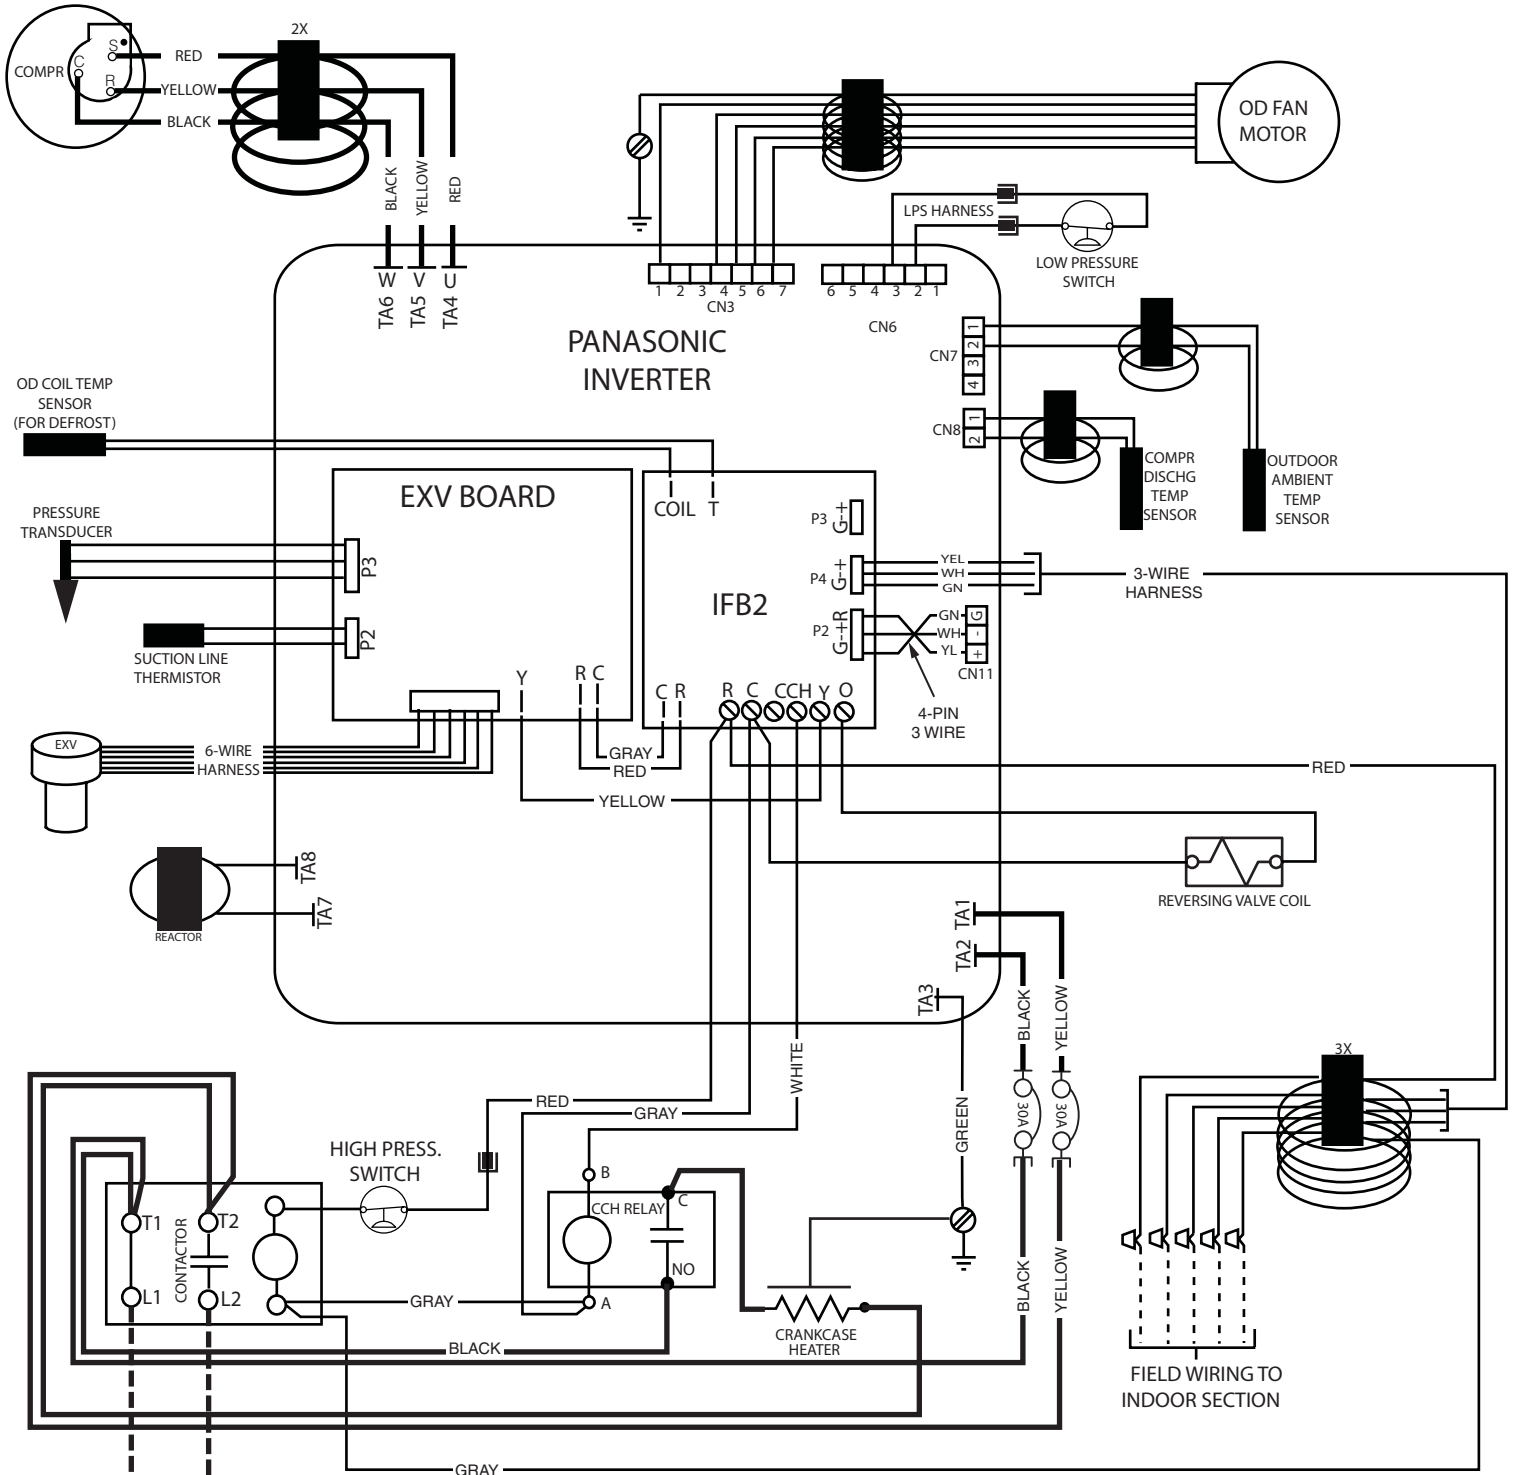 2X
S
C
R
COMPR
RED
YELLOW
BLACK
BLACK
YELLOW
RED
W
V
U
TA6
TA5
TA4
OD FAN
MOTOR
LPS HARNESS
LOW PRESSURE
SWITCH
1 2 3 4 5 6 7
CN3
6 5 4 3 2 1
CN6
PANASONIC
INVERTER
CN7
1
2
3
4
CN8
1
2
COMPR
DISCHG
TEMP
SENSOR
OUTDOOR
AMBIENT
TEMP
SENSOR
OD COIL TEMP
SENSOR
(FOR DEFROST)
EXV BOARD
COIL T
PRESSURE
TRANSDUCER
P3
P2
SUCTION LINE
THERMISTOR
P3
G-+
P4
G-+
IFB2
P2
G-+R
YEL
WH
GN
3-WIRE
HARNESS
GN
WH
YL
G
-
+
CN11
4-PIN
3 WIRE
Y
R C
C R
R C CCH Y O
GRAY
RED
YELLOW
RED
EXV
6-WIRE
HARNESS
REVERSING VALVE COIL
TA8
TA7
REACTOR
TA1
TA2
TA3
BLACK
YELLOW
30A
30A
WHITE
GREEN
RED
GRAY
HIGH PRESS.
SWITCH
T1
T2
CONTACTOR
L1
L2
B
CCH RELAY
C
NO
A
GRAY
BLACK
CRANKCASE
HEATER
BLACK
YELLOW
3X
FIELD WIRING TO
INDOOR SECTION
GRAY